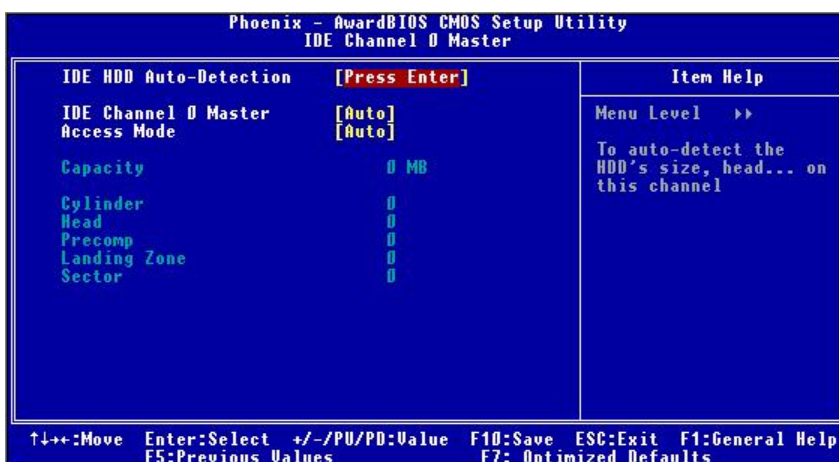 Phoenix - AwardBIOS CMOS Setup Utility
IDE Channel 0 Master
IDE HDD Auto-Detection [Press Enter]
IDE Channel 0 Master [Auto]
Access Mode [Auto]
Capacity 0 MB
Cylinder 0
Head 0
Precomp 0
Landing Zone 0
Sector 0
Item Help
Menu Level ▸▸
To auto-detect the
HDD's size, head... on
this channel
↑↓→←:Move Enter:Select +/-/PU/PD:Value F10:Save ESC:Exit F1:General Help
F5:Previous Values F7: Optimized Defaults